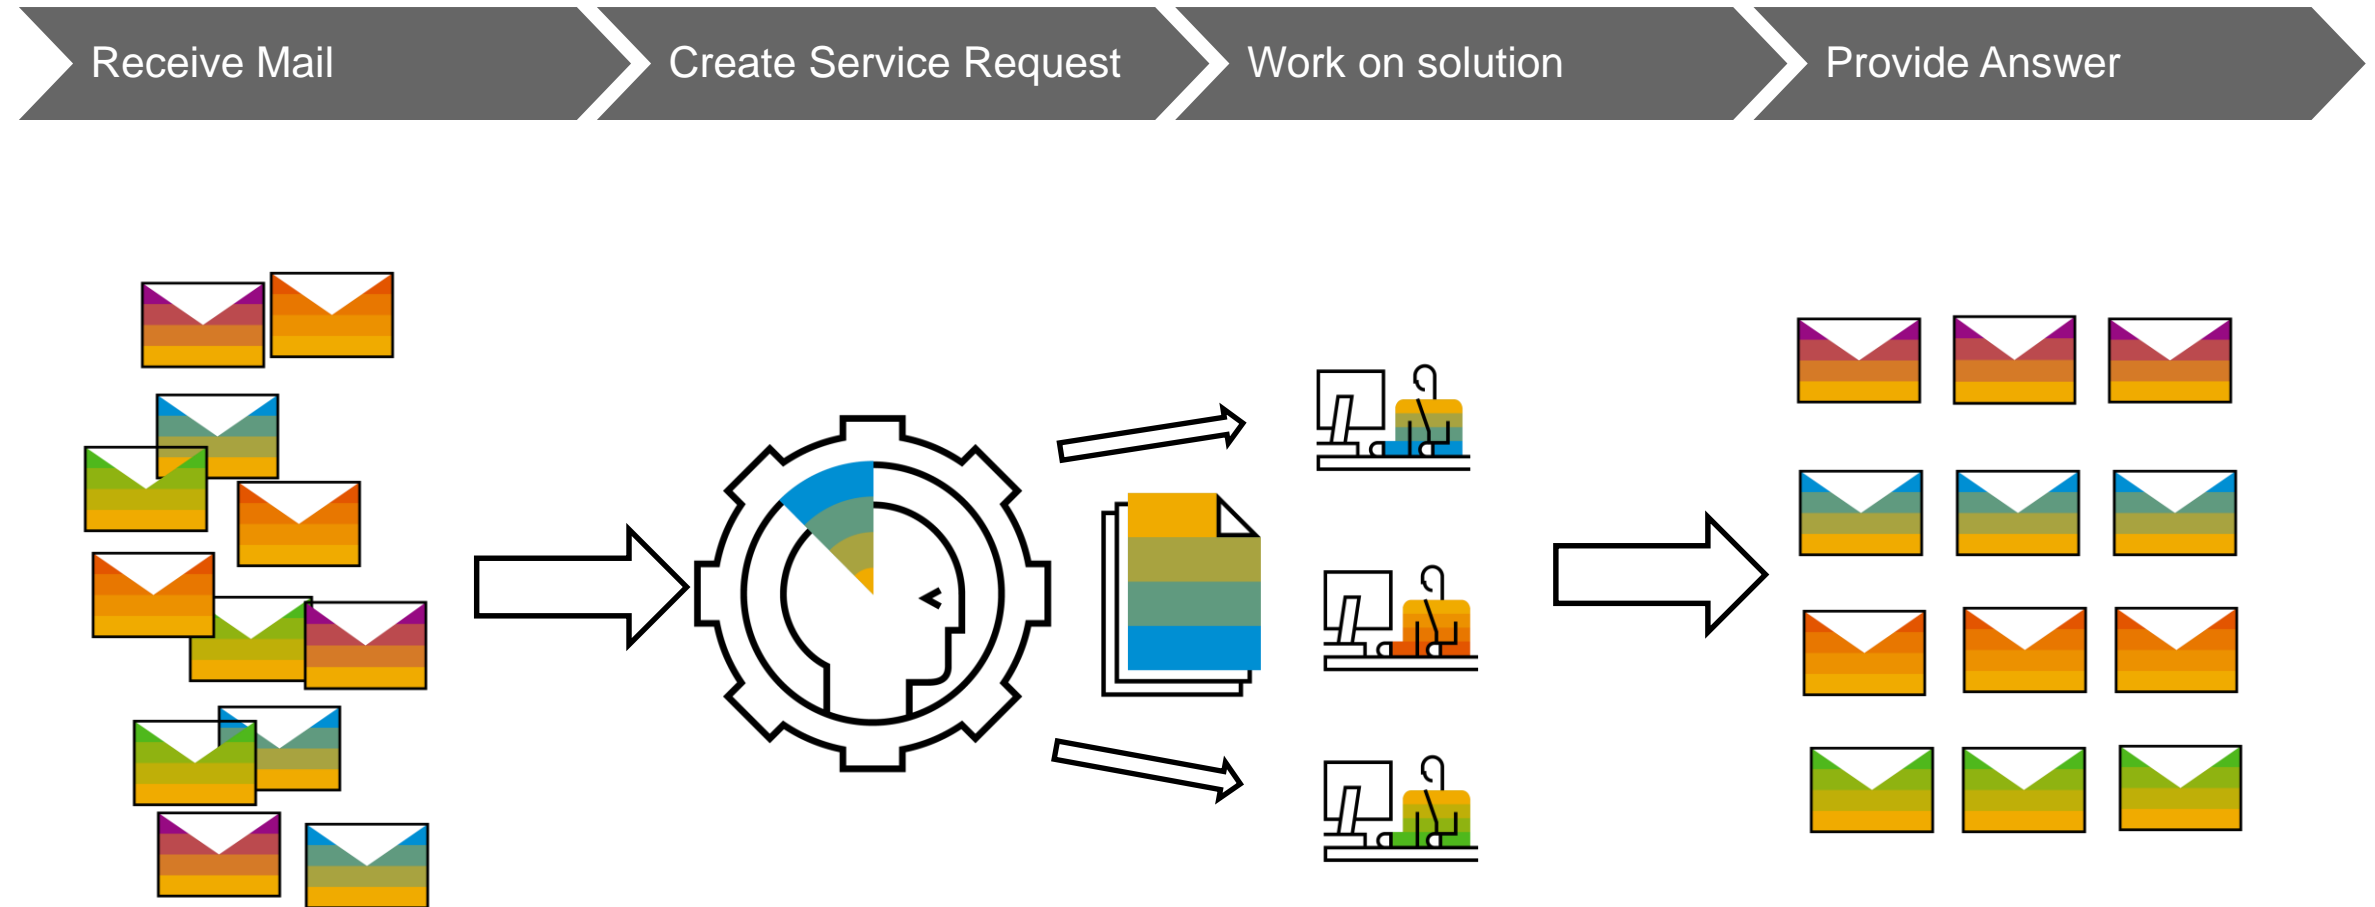 Receive Mail
Create Service Request
Work on solution
Provide Answer